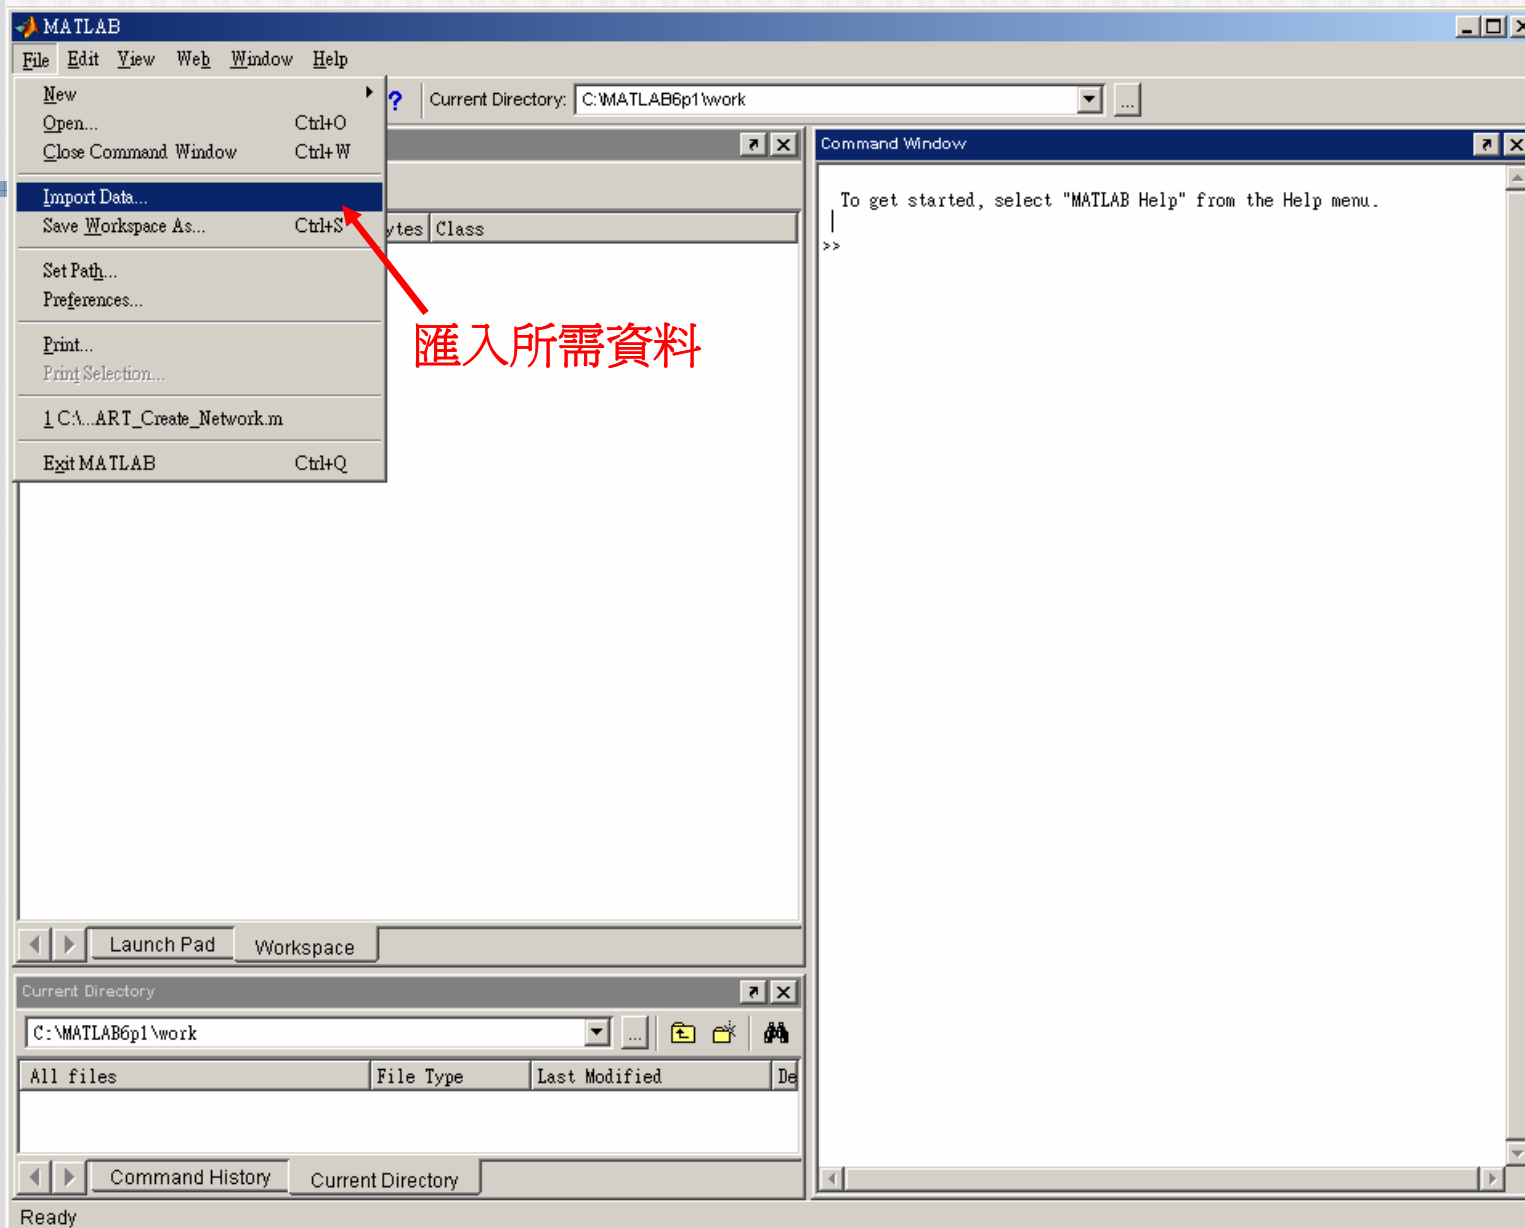 MATLAB
File Edit View Web Window Help
New
Open... Ctrl+O
Close Command Window Ctrl+W
Import Data...
Save Workspace As... Ctrl+S
Set Path...
Preferences...
Print...
Print Selection...
1 C:\...ART_Create_Network.m
Exit MATLAB Ctrl+Q
? Current Directory: C:\MATLAB6p1\work ...
ytes Class
匯入所需資料
Launch Pad Workspace
Current Directory
C:\MATLAB6p1\work ...
All files File Type Last Modified De
Command History Current Directory
Command Window
To get started, select "MATLAB Help" from the Help menu.
>>
Ready